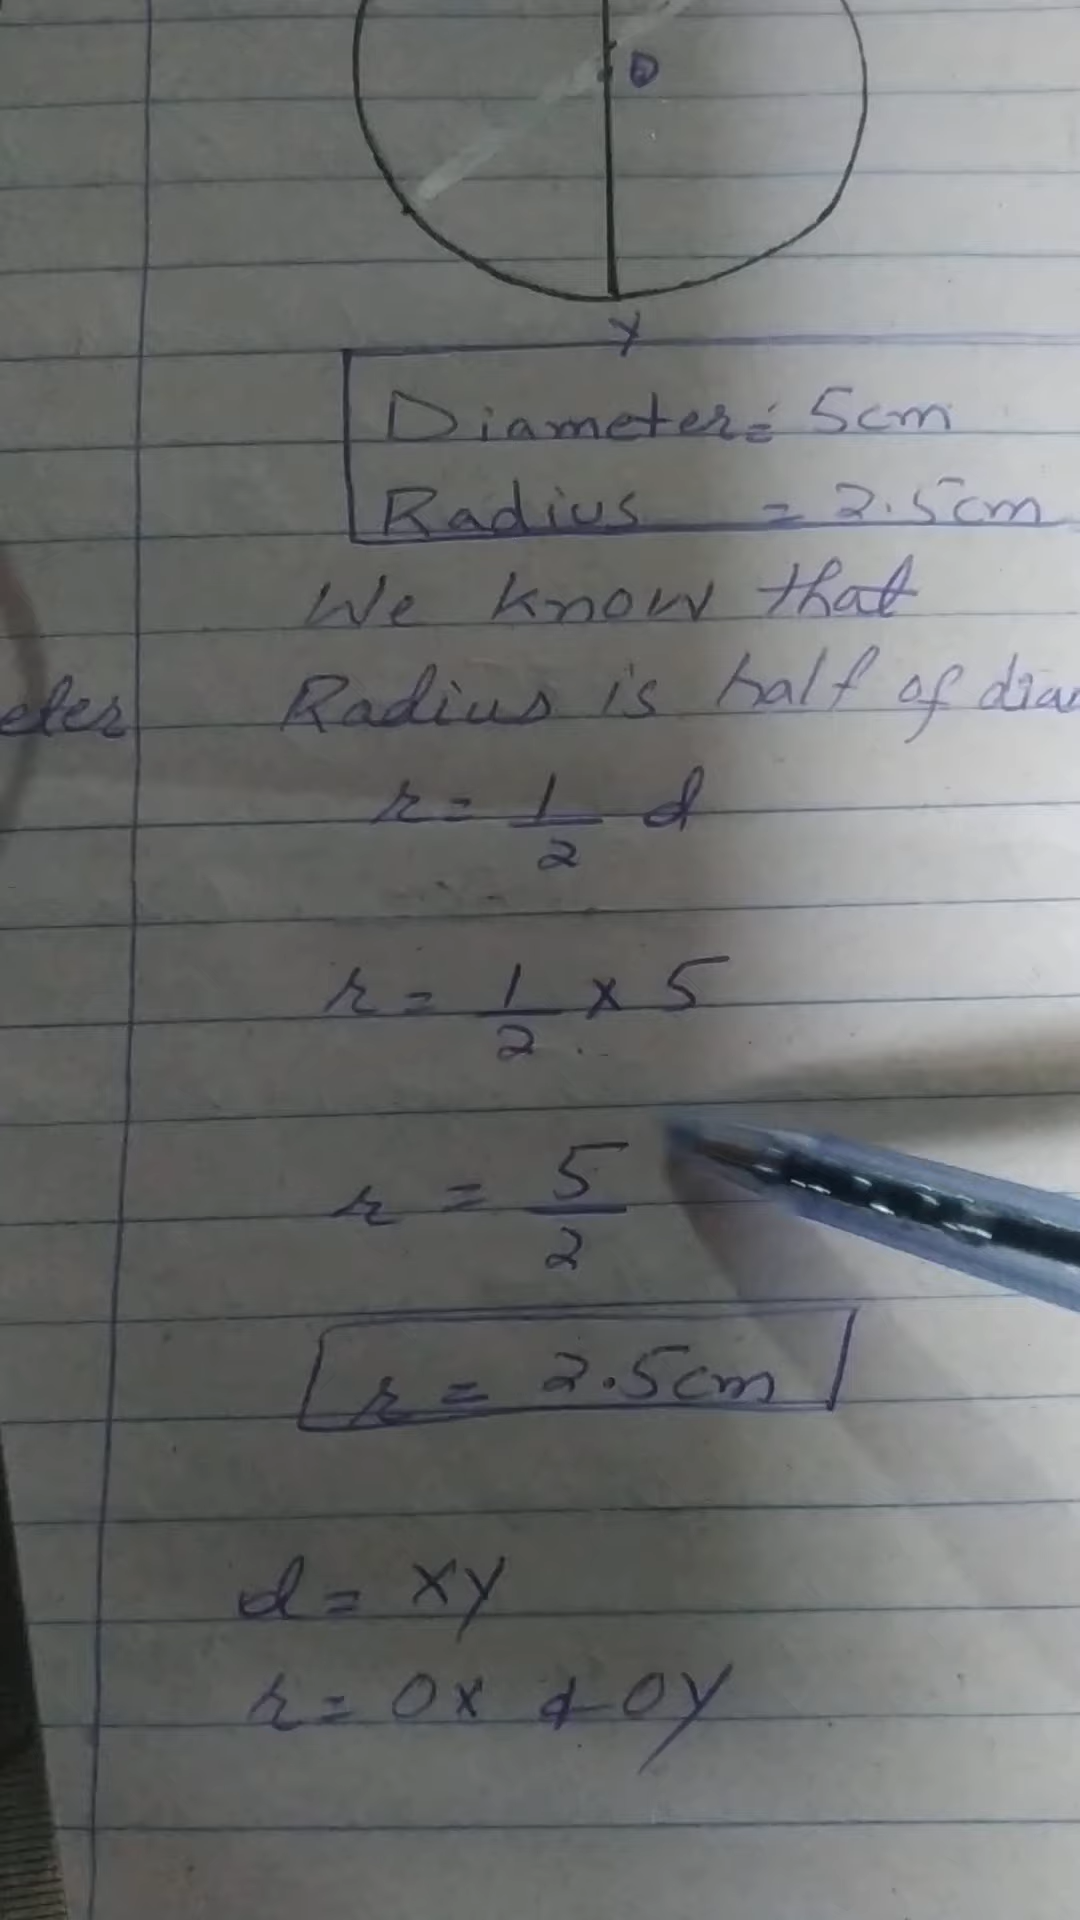 O
Y
Diameter = 5cm
Radius = 2.5cm
We know that
eter Radius is half of dia
r = 1/2 d
r = 1/2 × 5
r = 5/2
r = 2.5cm
d = XY
r = OX & OY